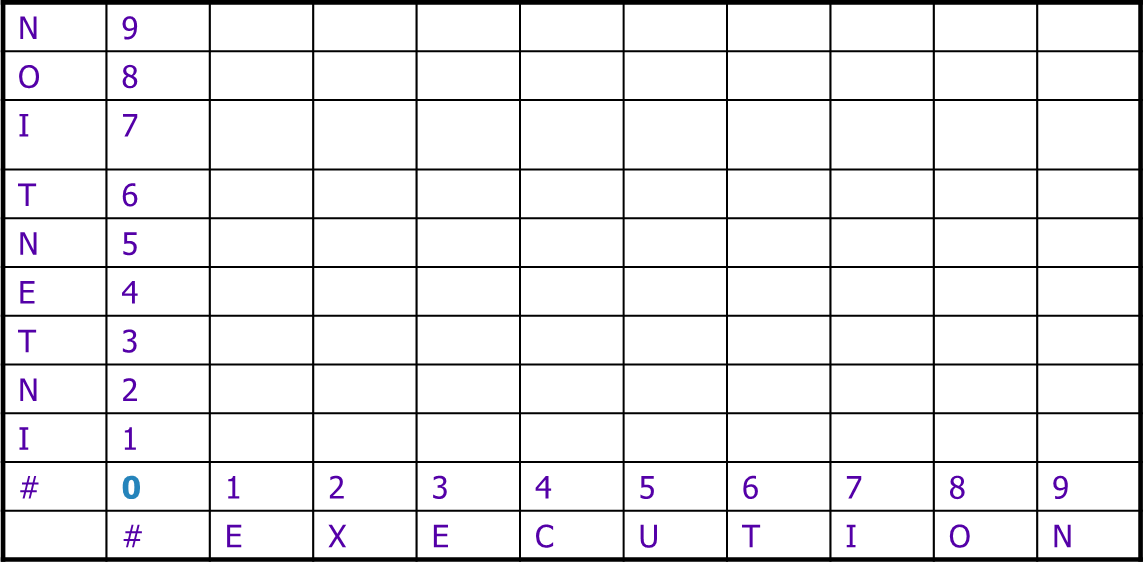 N 9
O 8
I 7
T 6
N 5
E 4
T 3
N 2
I 1
# 0 1 2 3 4 5 6 7 8 9
# E X E C U T I O N